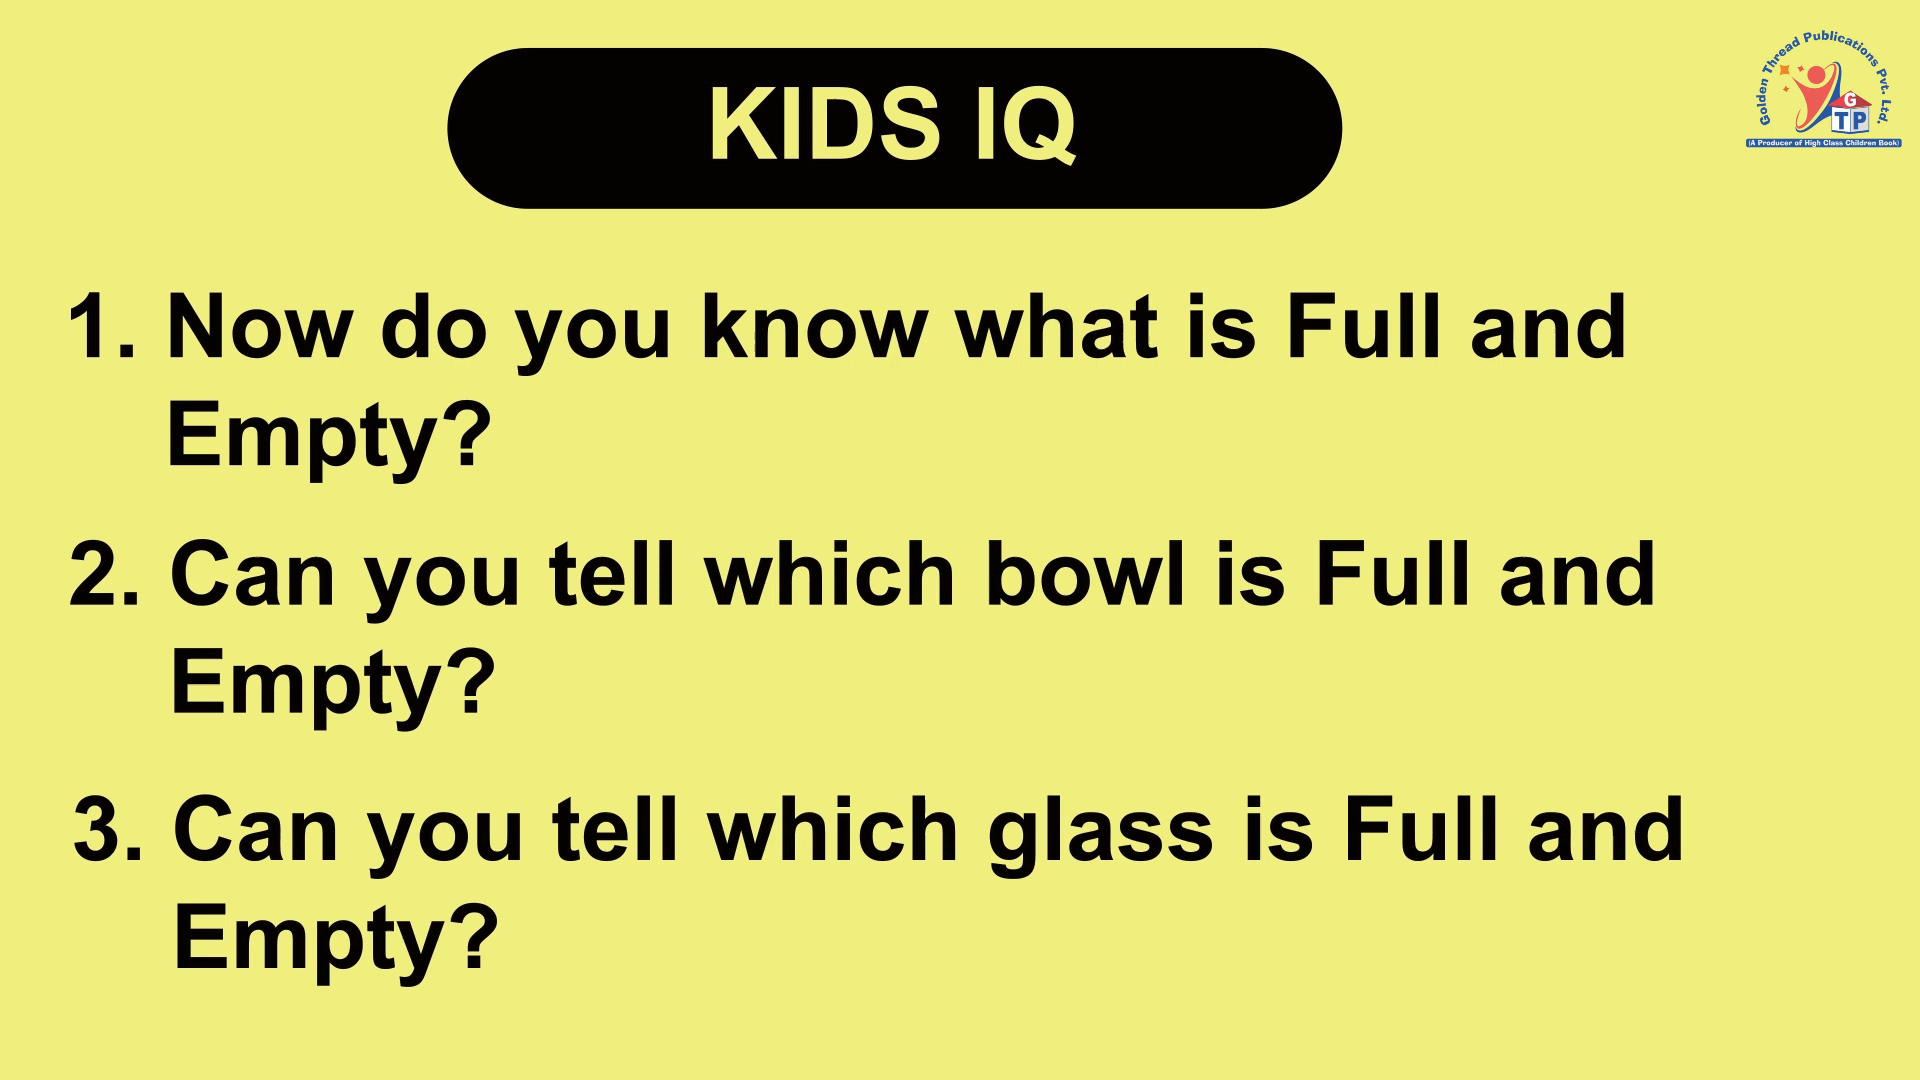 KIDS IQ
Golden Thread Publications Pvt. Ltd.
G
TP
(A Producer of High Class Children Book)
1. Now do you know what is Full and
Empty?
2. Can you tell which bowl is Full and
Empty?
3. Can you tell which glass is Full and
Empty?